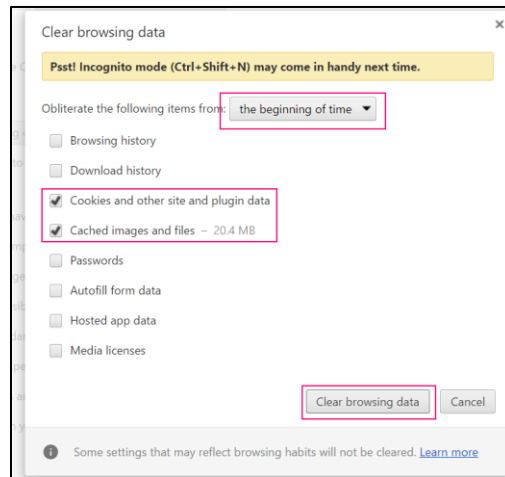 Clear browsing data
×
Psst! Incognito mode (Ctrl+Shift+N) may come in handy next time.
Obliterate the following items from: the beginning of time
Browsing history
Download history
Cookies and other site and plugin data
Cached images and files – 20.4 MB
Passwords
Autofill form data
Hosted app data
Media licenses
Clear browsing data Cancel
Some settings that may reflect browsing habits will not be cleared. Learn more